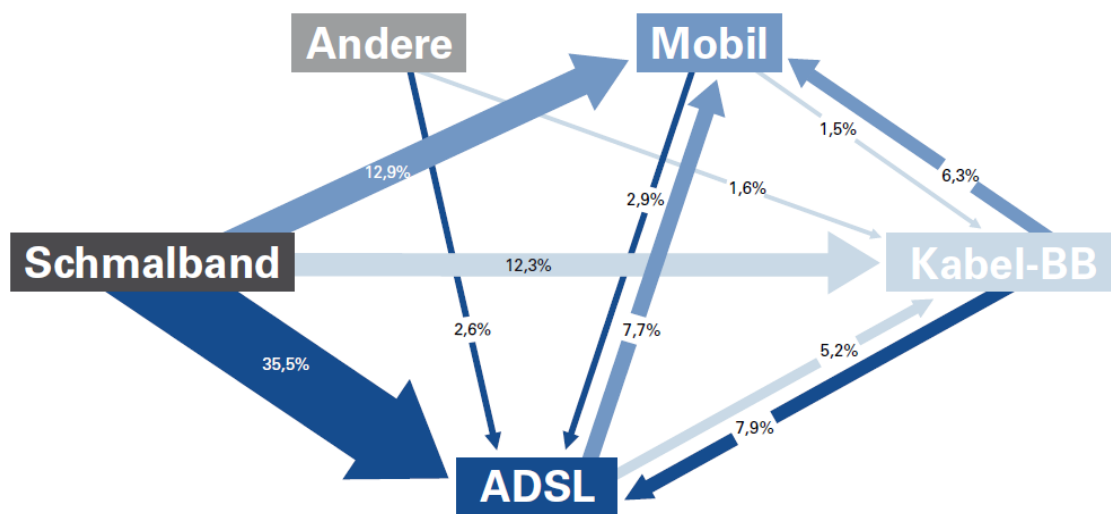 Andere
Mobil
1,5%
12,9%
6,3%
1,6%
2,9%
Schmalband
12,3%
Kabel-BB
2,6%
7,7%
5,2%
35,5%
7,9%
ADSL